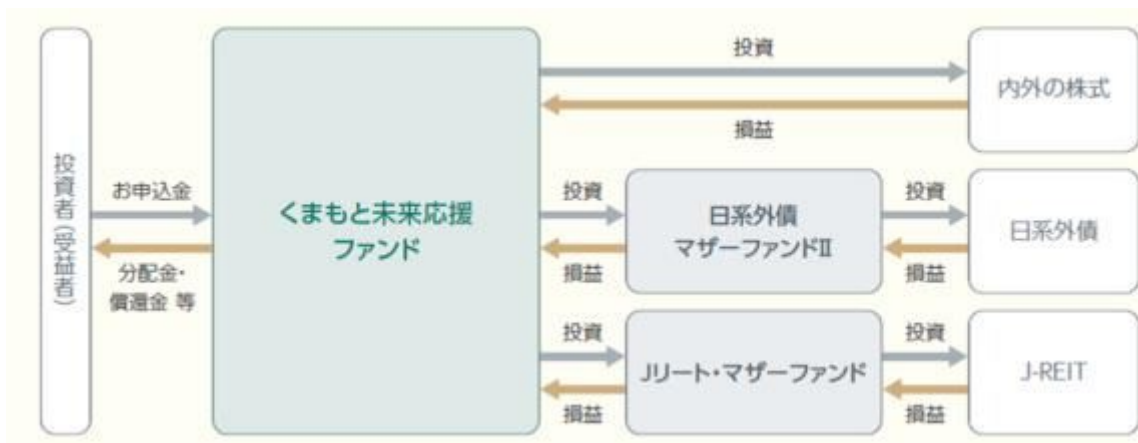 投資者（受益者）
お申込金
分配金・
償還金 等
くまもと未来応援
ファンド
投資
損益
内外の株式
投資
損益
日系外債
マザーファンドⅡ
投資
損益
日系外債
投資
損益
Jリート・マザーファンド
投資
損益
J-REIT